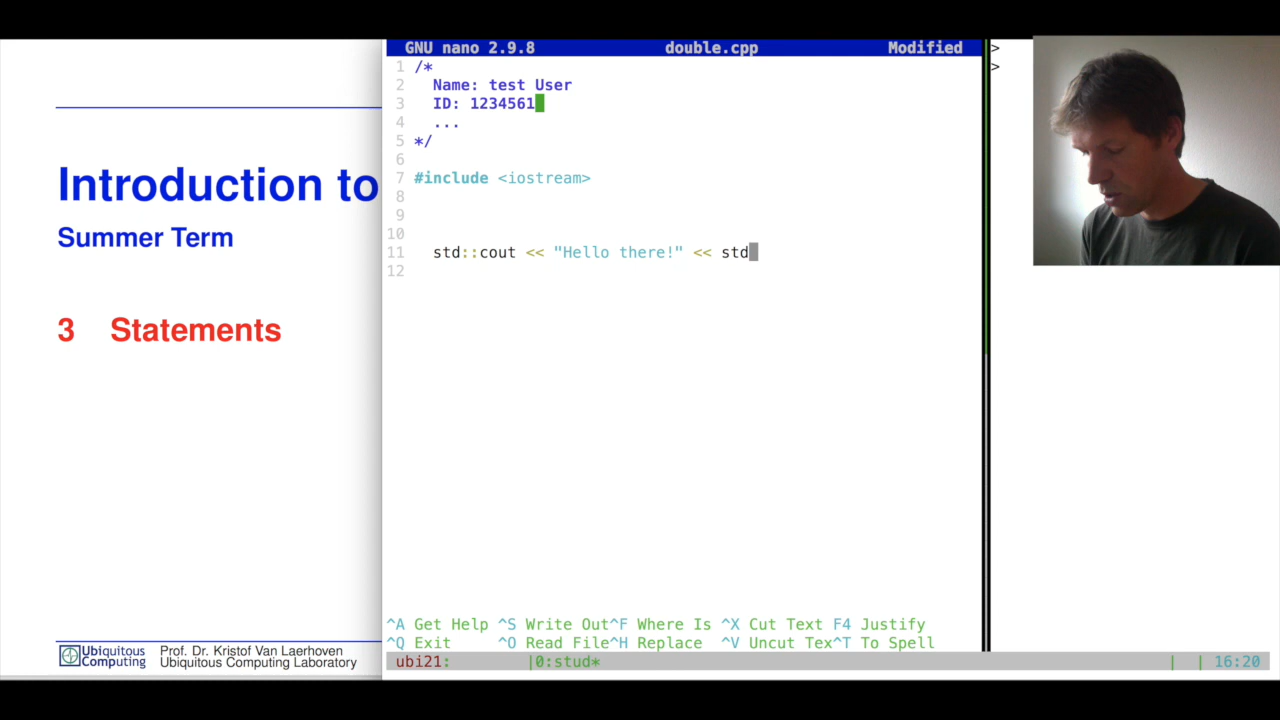 Introduction to
Summer Term
3 Statements
Ubiquitous
Computing
Prof. Dr. Kristof Van Laerhoven
Ubiquitous Computing Laboratory
GNU nano 2.9.8 double.cpp Modified
1 /*
2 Name: test User
3 ID: 1234561
4 ...
5 */
6
7 #include <iostream>
8
9
10
11 std::cout << "Hello there!" << std
12
^A Get Help ^S Write Out^F Where Is ^X Cut Text F4 Justify
^Q Exit ^O Read File^H Replace ^V Uncut Tex^T To Spell
ubi21: |0:stud* | | 16:20
>
>